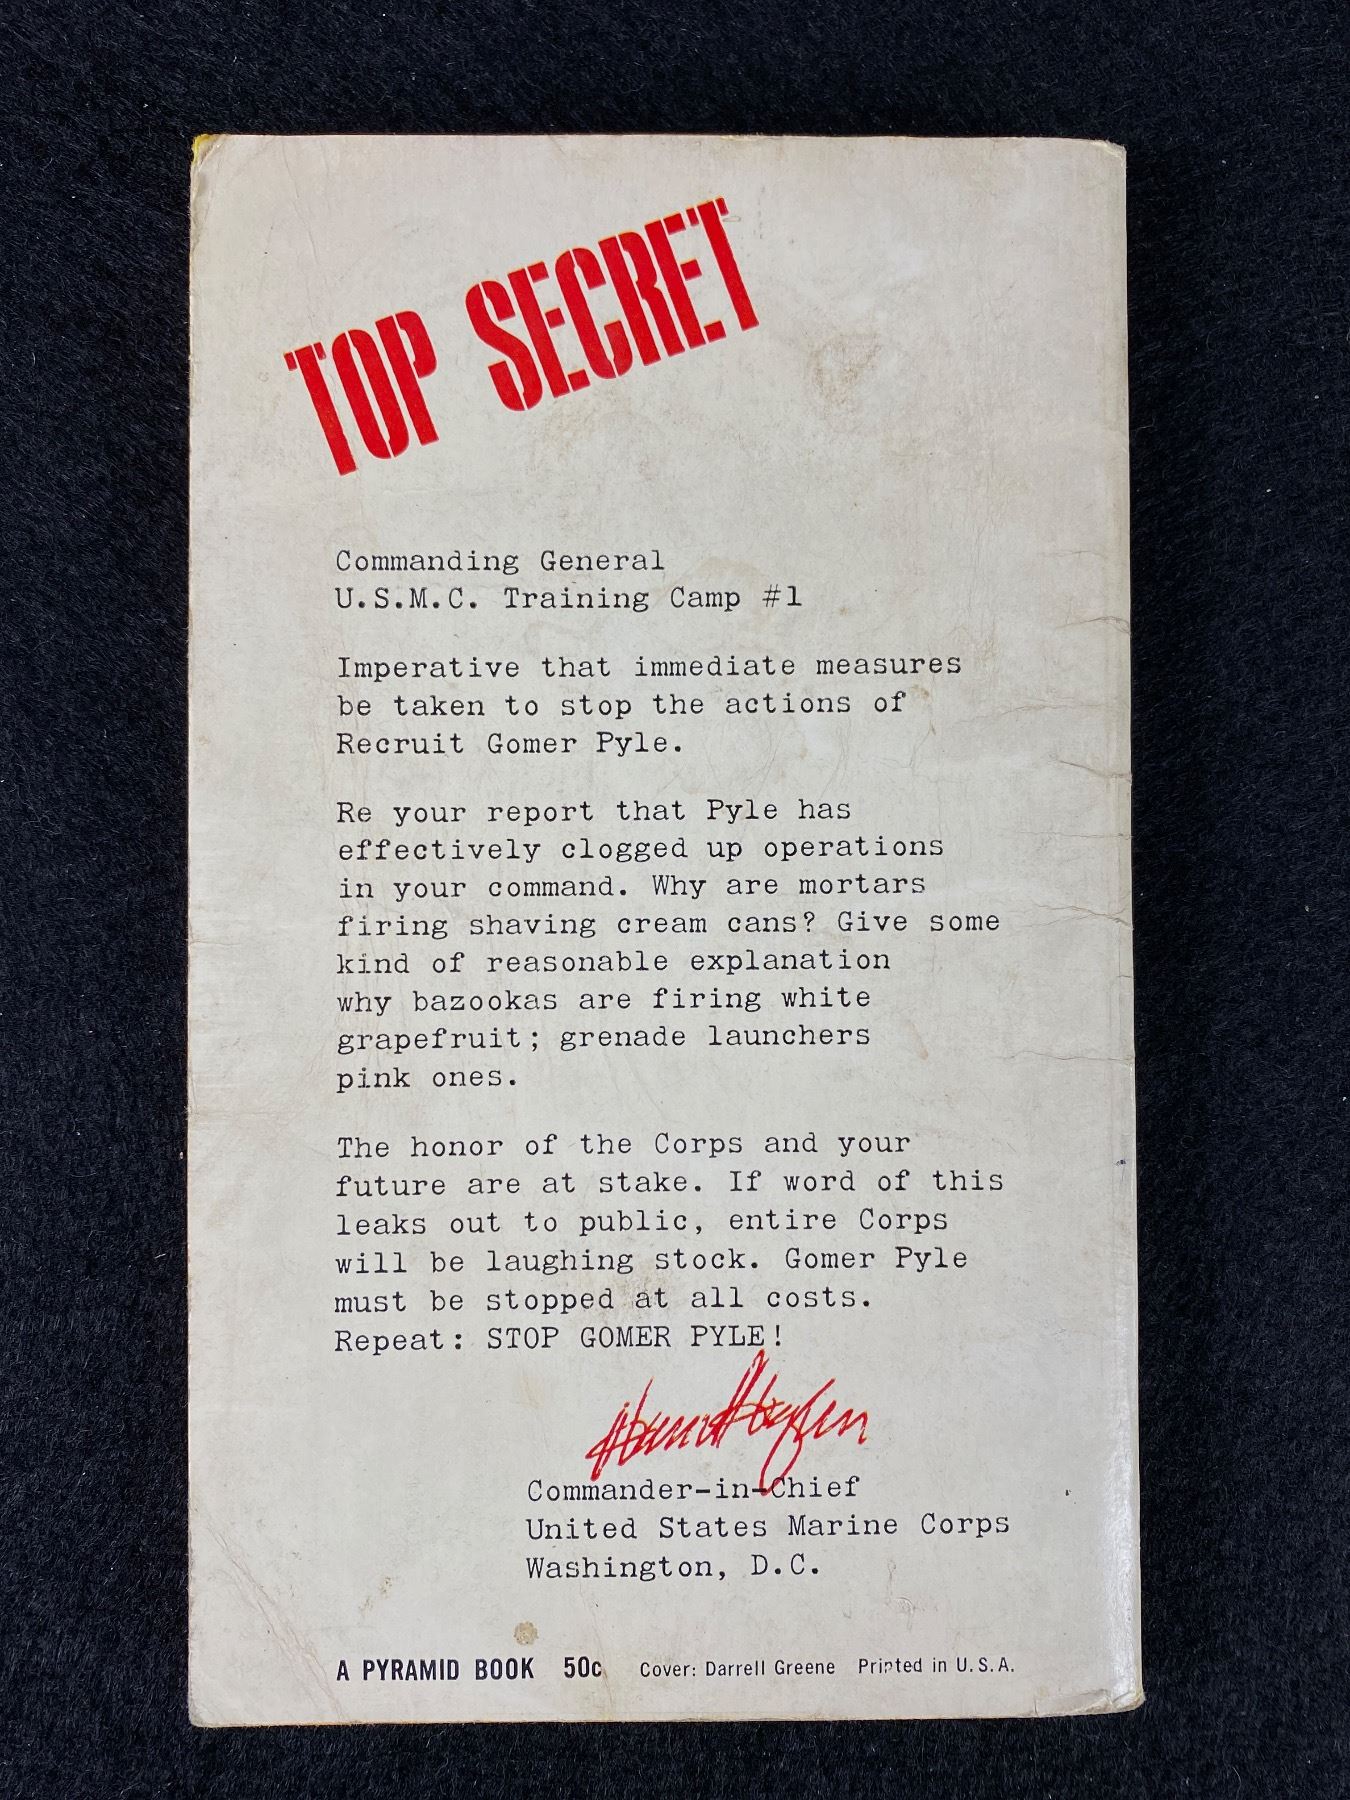 TOP SECRET
Commanding General
U.S.M.C. Training Camp #1
Imperative that immediate measures
be taken to stop the actions of
Recruit Gomer Pyle.
Re your report that Pyle has
effectively clogged up operations
in your command. Why are mortars
firing shaving cream cans? Give some
kind of reasonable explanation
why bazookas are firing white
grapefruit; grenade launchers
pink ones.
The honor of the Corps and your
future are at stake. If word of this
leaks out to public, entire Corps
will be laughing stock. Gomer Pyle
must be stopped at all costs.
Repeat: STOP GOMER PYLE!
Commander-in-Chief
United States Marine Corps
Washington, D.C.
A PYRAMID BOOK 50c Cover: Darrell Greene Printed in U.S.A.